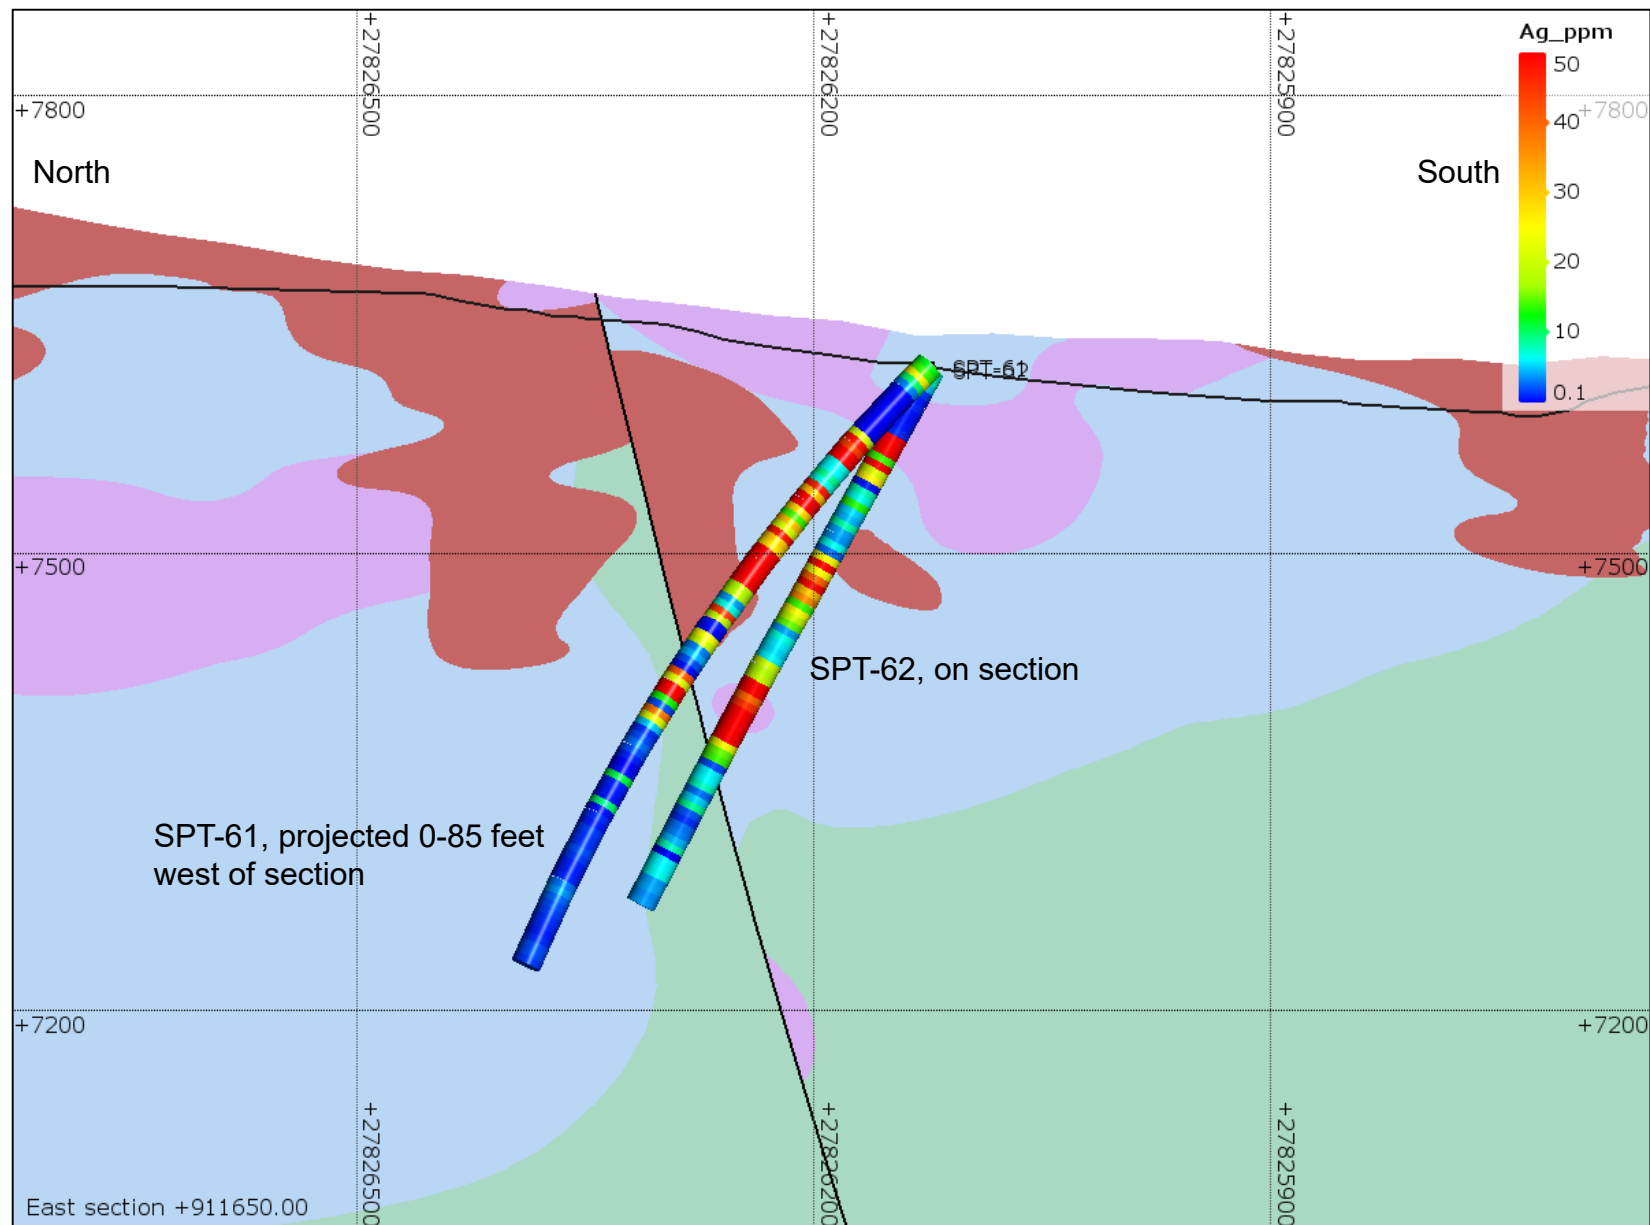 +27826500
+27826200
+27825900
Ag_ppm
50
+7800
40
+7800
North
South
30
20
10
0.1
SPT-61
+7500
+7500
SPT-62, on section
SPT-61, projected 0-85 feet
west of section
+7200
+7200
+27826500
+27826200
+27825900
East section +911650.00